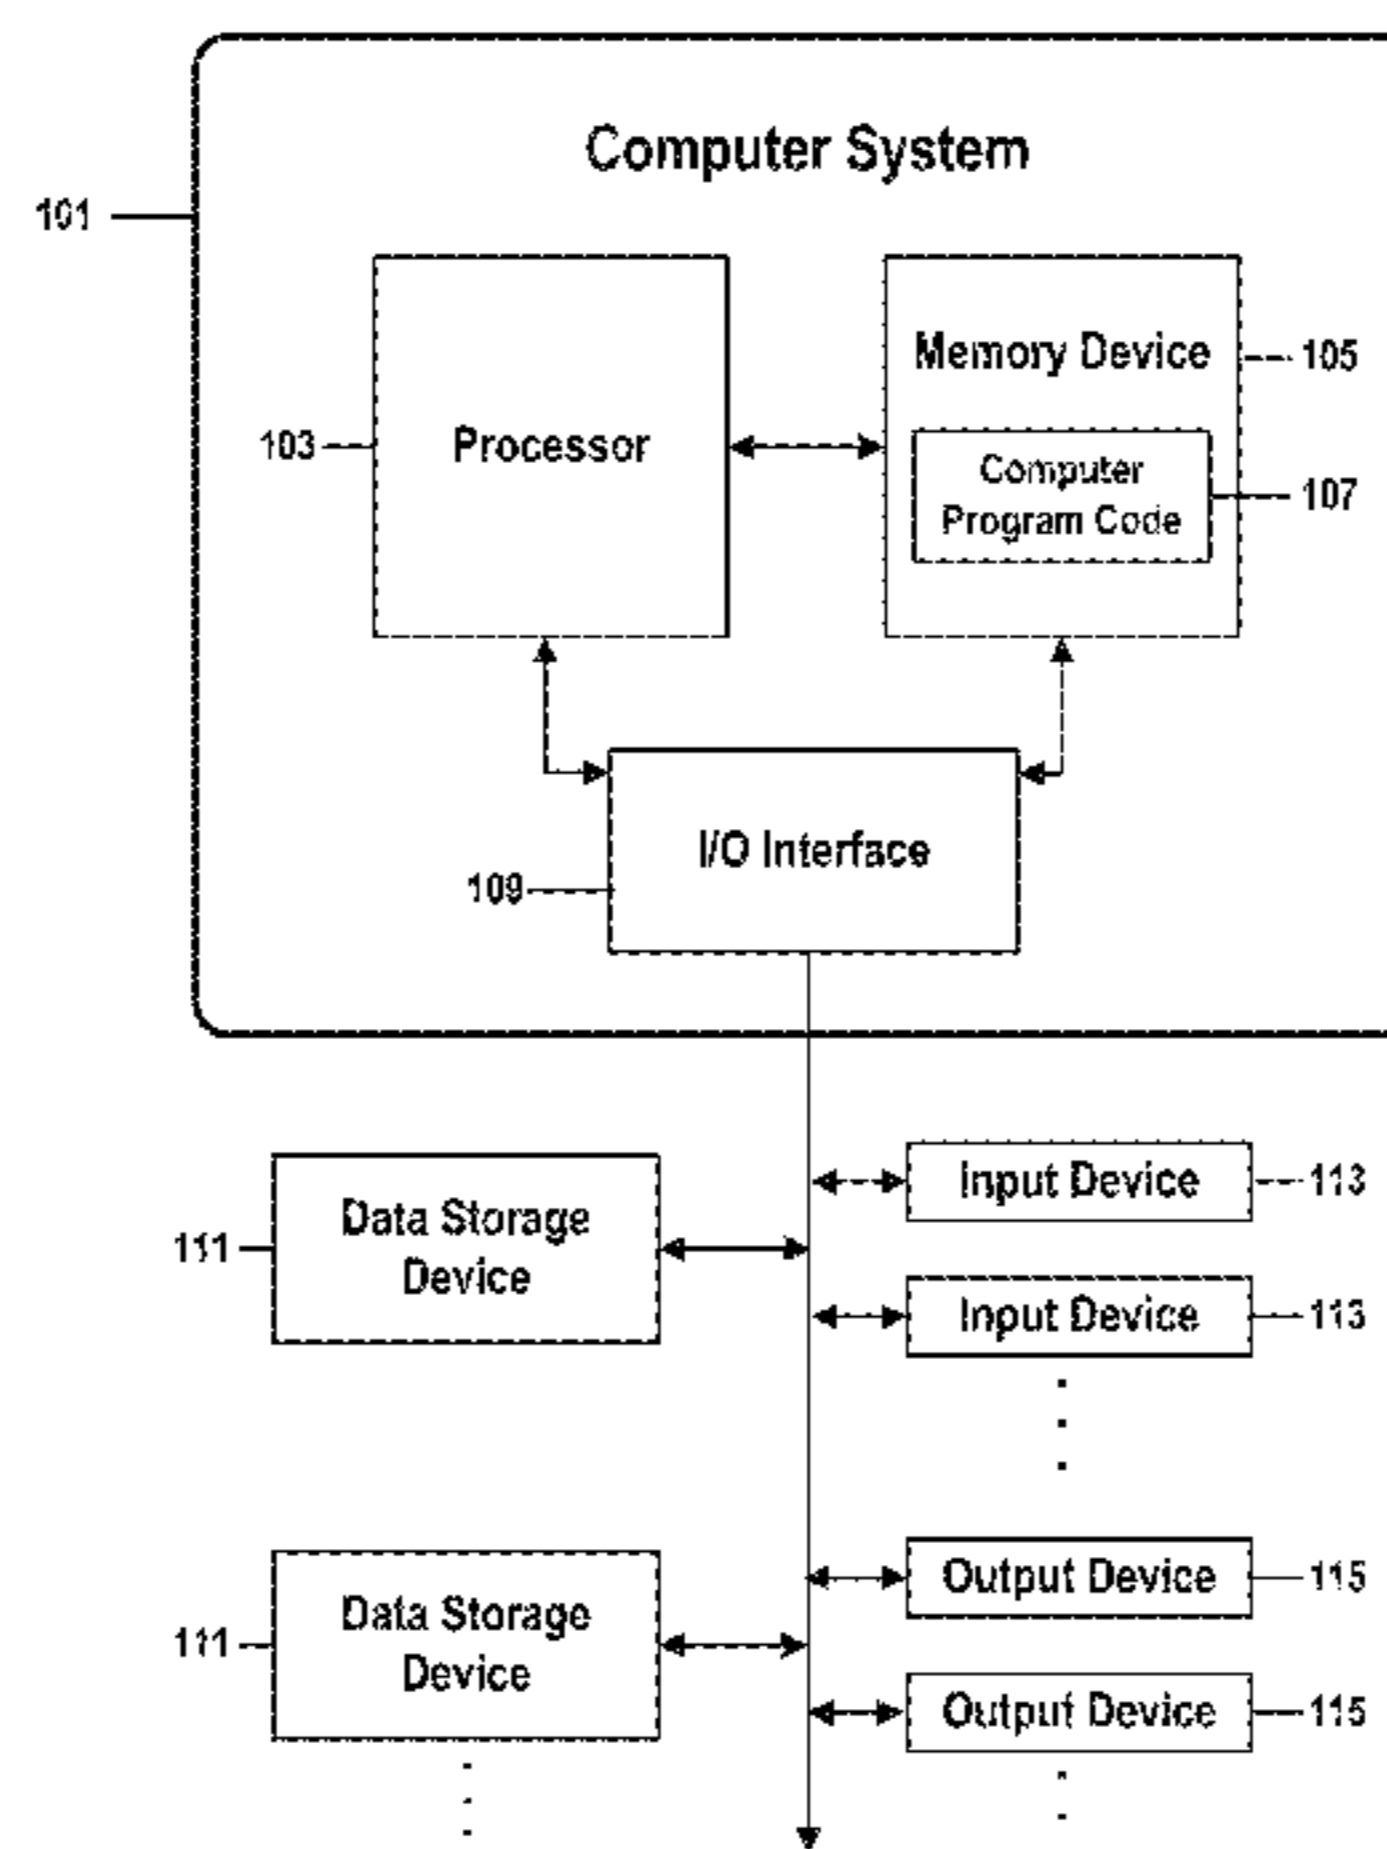 Computer System
101
Memory Device
105
103
Processor
Computer
Program Code
107
I/O Interface
109
Input Device
113
Data Storage
Device
111
Input Device
113
Output Device
115
Data Storage
Device
111
Output Device
115